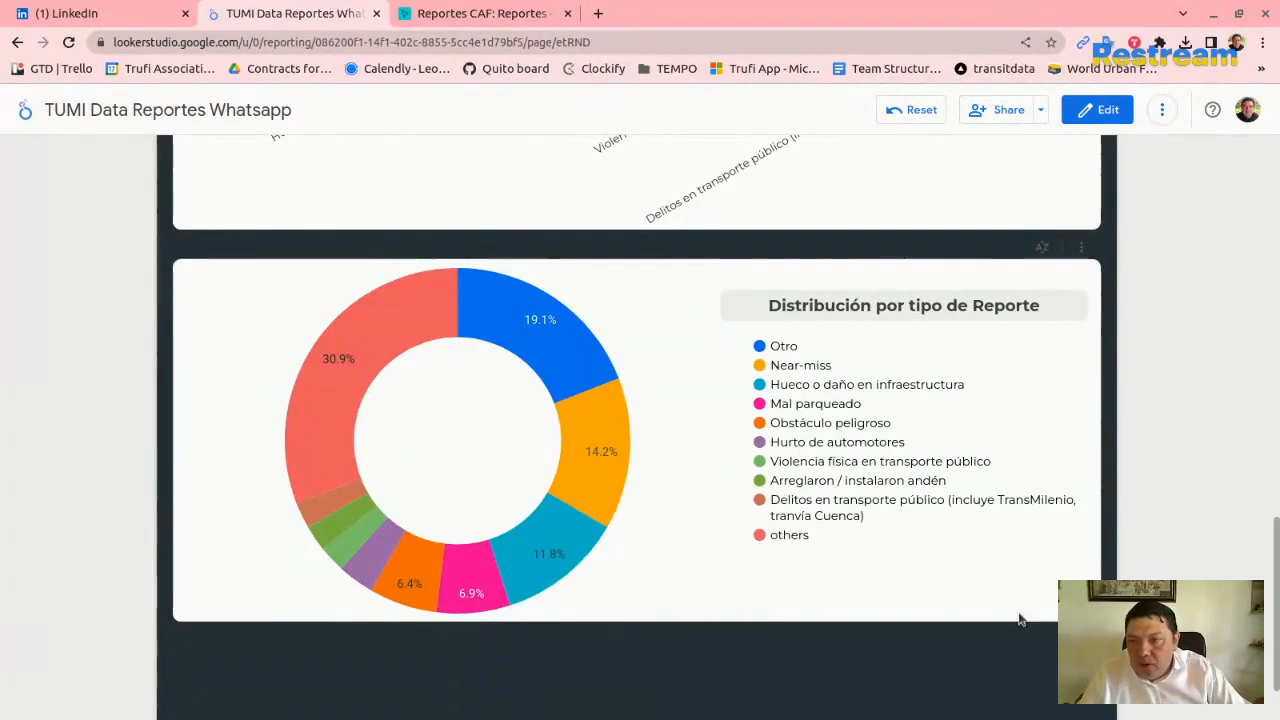 (1) LinkedIn
TUMI Data Reportes What
Reportes CAF: Reportes -
lookerstudio.google.com/u/0/reporting/086200f1-14f1-402c-8855-5cc4e1d79bf5/page/etRND
Restream
GTD | Trello
Trufi Associati...
Contracts for...
Calendly-Leo...
Quitboard
Clockify
TEMPO
Trufi App - Mic...
Team Structur...
transitdata
World Urban F...
TUMI Data Reportes Whatsapp
Reset
Share
Edit
Violen
Delitos en transporte público (i
AZ
Distribución por tipo de Reporte
19.1%
30.9%
14.2%
11.8%
6.9%
6.4%
Otro
Near-miss
Hueco o daño en infraestructura
Mal parqueado
Obstáculo peligroso
Hurto de automotores
Violencia física en transporte público
Arreglaron / instalaron andén
Delitos en transporte público (incluye TransMilenio,
tranvía Cuenca)
others